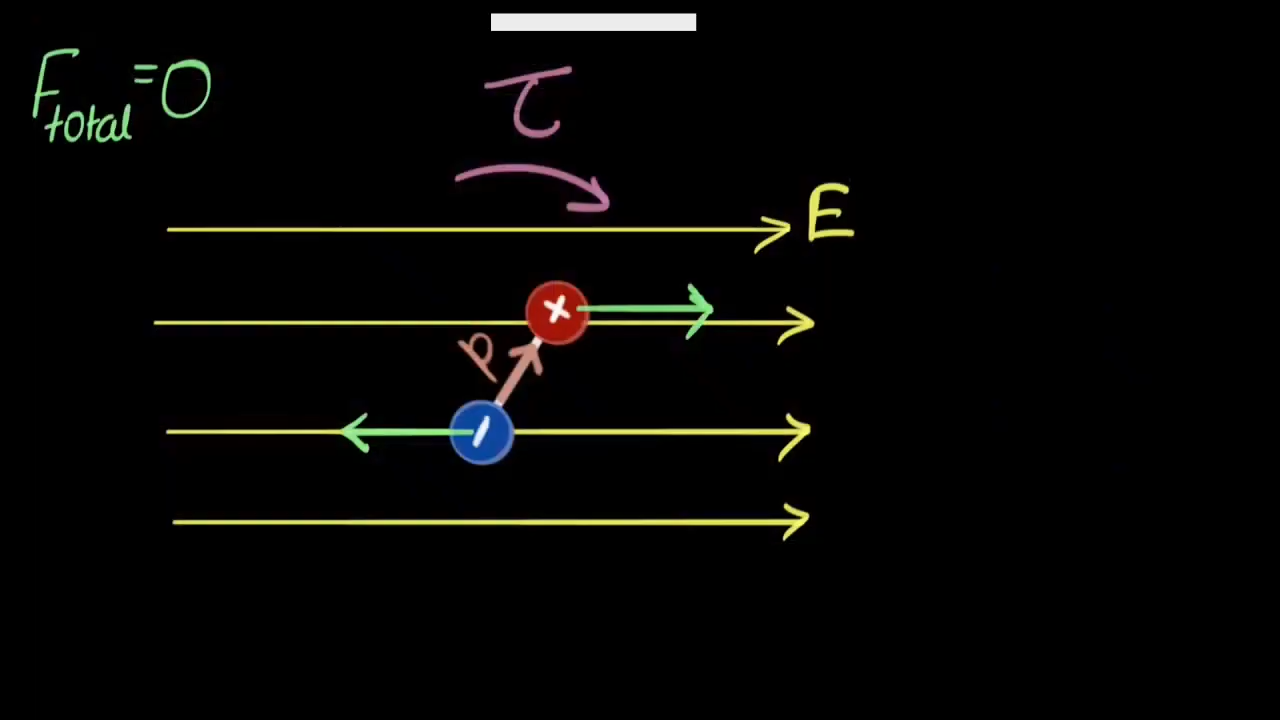 F_total = 0
τ
E
+
p
-